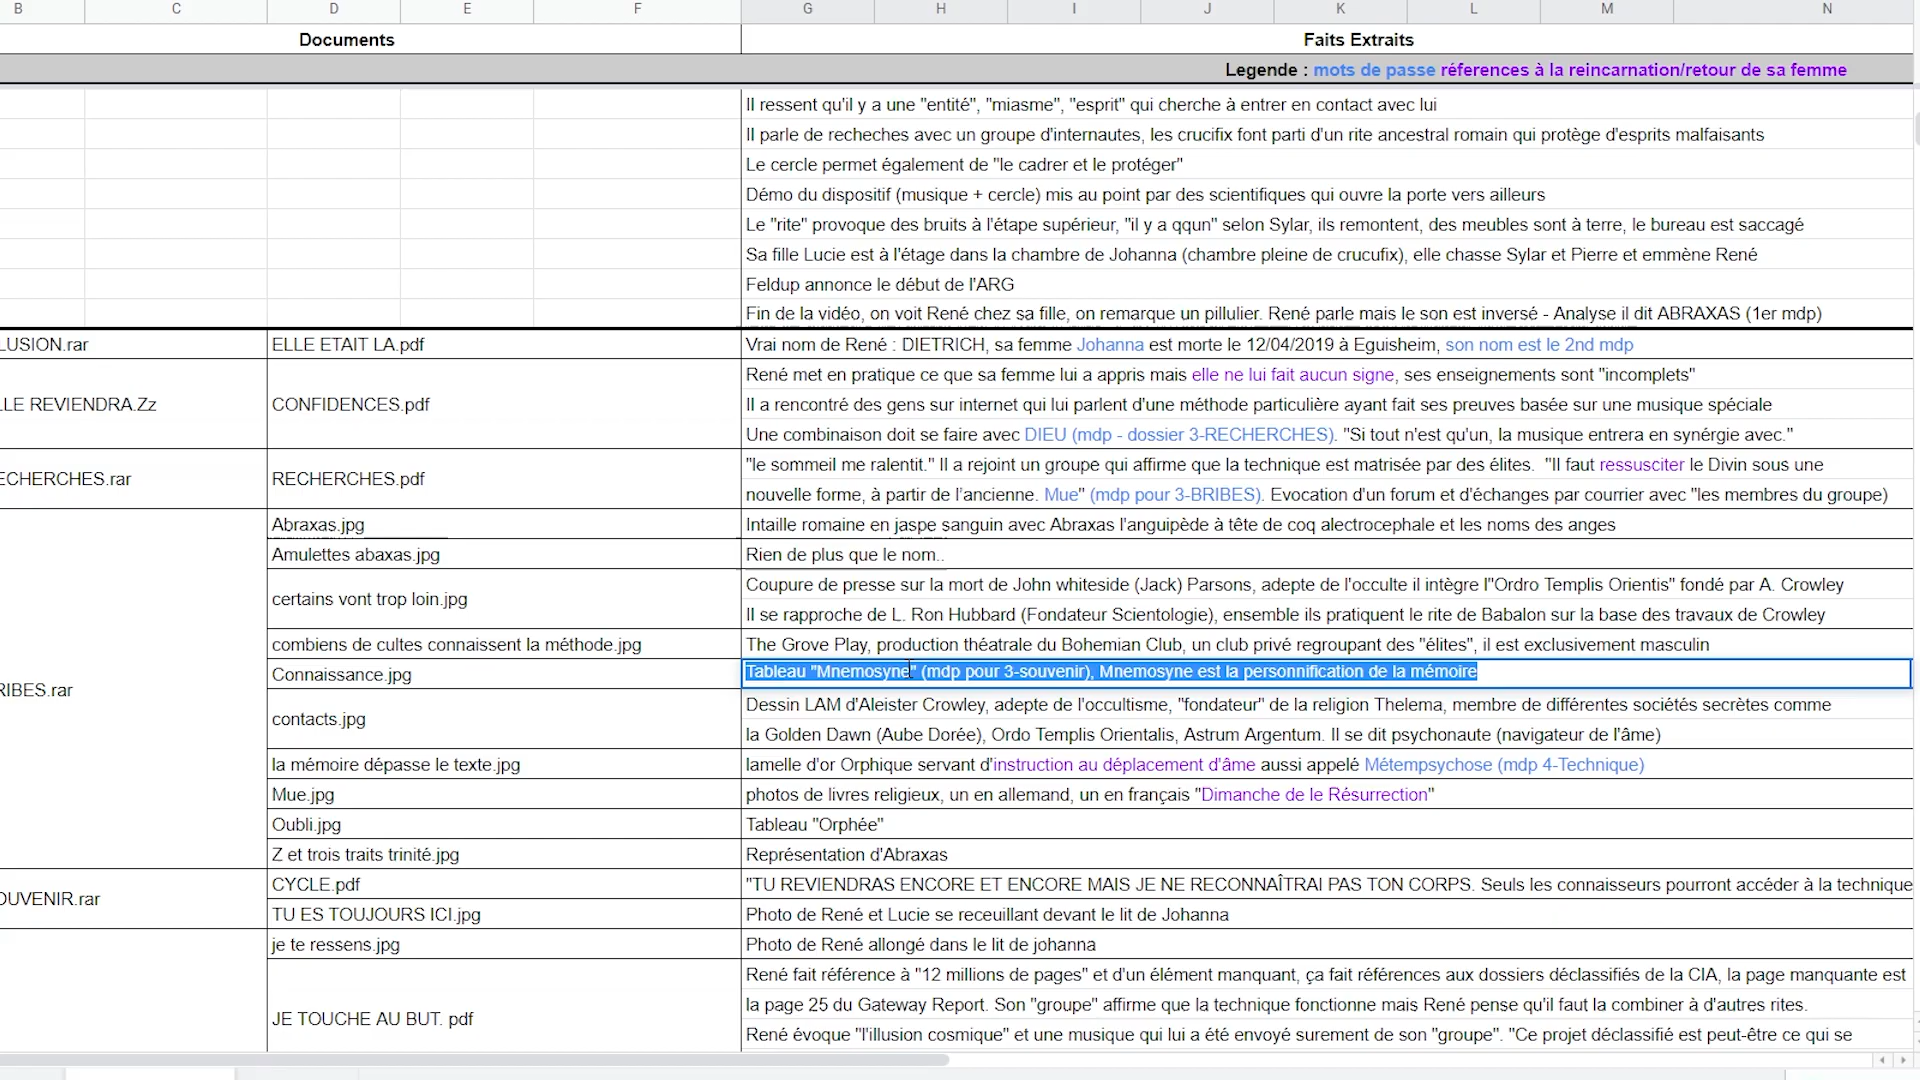 B C D E F G H I J K L M N
Documents Faits Extraits
Legende : mots de passe réferences à la reincarnation/retour de sa femme
Il ressent qu'il y a une "entité", "miasme", "esprit" qui cherche à entrer en contact avec lui
Il parle de recheches avec un groupe d'internautes, les crucifix font parti d'un rite ancestral romain qui protège d'esprits malfaisants
Le cercle permet également de "le cadrer et le protéger"
Démo du dispositif (musique + cercle) mis au point par des scientifiques qui ouvre la porte vers ailleurs
Le "rite" provoque des bruits à l'étape supérieur, "il y a qqun" selon Sylar, ils remontent, des meubles sont à terre, le bureau est saccagé
Sa fille Lucie est à l'étage dans la chambre de Johanna (chambre pleine de crucufix), elle chasse Sylar et Pierre et emmène René
Feldup annonce le début de l'ARG
Fin de la vidéo, on voit René chez sa fille, on remarque un pillulier. René parle mais le son est inversé - Analyse il dit ABRAXAS (1er mdp)
LUSION.rar ELLE ETAIT LA.pdf Vrai nom de René : DIETRICH, sa femme Johanna est morte le 12/04/2019 à Eguisheim, son nom est le 2nd mdp
René met en pratique ce que sa femme lui a appris mais elle ne lui fait aucun signe, ses enseignements sont "incomplets"
LLE REVIENDRA.Zz CONFIDENCES.pdf Il a rencontré des gens sur internet qui lui parlent d'une méthode particulière ayant fait ses preuves basée sur une musique spéciale
Une combinaison doit se faire avec DIEU (mdp - dossier 3-RECHERCHES). "Si tout n'est qu'un, la musique entrera en synérgie avec."
"le sommeil me ralentit." Il a rejoint un groupe qui affirme que la technique est matrisée par des élites. "Il faut ressusciter le Divin sous une
ECHERCHES.rar RECHERCHES.pdf
nouvelle forme, à partir de l'ancienne. Mue" (mdp pour 3-BRIBES). Evocation d'un forum et d'échanges par courrier avec "les membres du groupe)
Abraxas.jpg Intaille romaine en jaspe sanguin avec Abraxas l'anguipède à tête de coq alectrocephale et les noms des anges
Amulettes abaxas.jpg Rien de plus que le nom..
Coupure de presse sur la mort de John whiteside (Jack) Parsons, adepte de l'occulte il intègre l'"Ordro Templis Orientis" fondé par A. Crowley
certains vont trop loin.jpg
Il se rapproche de L. Ron Hubbard (Fondateur Scientologie), ensemble ils pratiquent le rite de Babalon sur la base des travaux de Crowley
combiens de cultes connaissent la méthode.jpg The Grove Play, production théatrale du Bohemian Club, un club privé regroupant des "élites", il est exclusivement masculin
Connaissance.jpg Tableau "Mnemosyne" (mdp pour 3-souvenir), Mnemosyne est la personnification de la mémoire
RIBES.rar
Dessin LAM d'Aleister Crowley, adepte de l'occultisme, "fondateur" de la religion Thelema, membre de différentes sociétés secrètes comme
contacts.jpg
la Golden Dawn (Aube Dorée), Ordo Templis Orientalis, Astrum Argentum. Il se dit psychonaute (navigateur de l'âme)
la mémoire dépasse le texte.jpg lamelle d'or Orphique servant d'instruction au déplacement d'âme aussi appelé Métempsychose (mdp 4-Technique)
Mue.jpg photos de livres religieux, un en allemand, un en français "Dimanche de le Résurrection"
Oubli.jpg Tableau "Orphée"
Z et trois traits trinité.jpg Représentation d'Abraxas
CYCLE.pdf "TU REVIENDRAS ENCORE ET ENCORE MAIS JE NE RECONNAÎTRAI PAS TON CORPS. Seuls les connaisseurs pourront accéder à la technique
OUVENIR.rar
TU ES TOUJOURS ICI.jpg Photo de René et Lucie se receuillant devant le lit de Johanna
je te ressens.jpg Photo de René allongé dans le lit de johanna
René fait référence à "12 millions de pages" et d'un élément manquant, ça fait références aux dossiers déclassifiés de la CIA, la page manquante est
JE TOUCHE AU BUT. pdf la page 25 du Gateway Report. Son "groupe" affirme que la technique fonctionne mais René pense qu'il faut la combiner à d'autres rites.
René évoque "l'illusion cosmique" et une musique qui lui a été envoyé surement de son "groupe". "Ce projet déclassifié est peut-être ce qui se